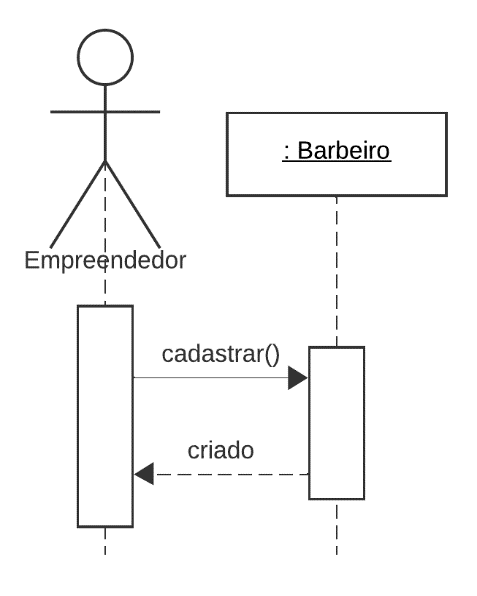 : Barbeiro
Empreendedor
cadastrar()
criado